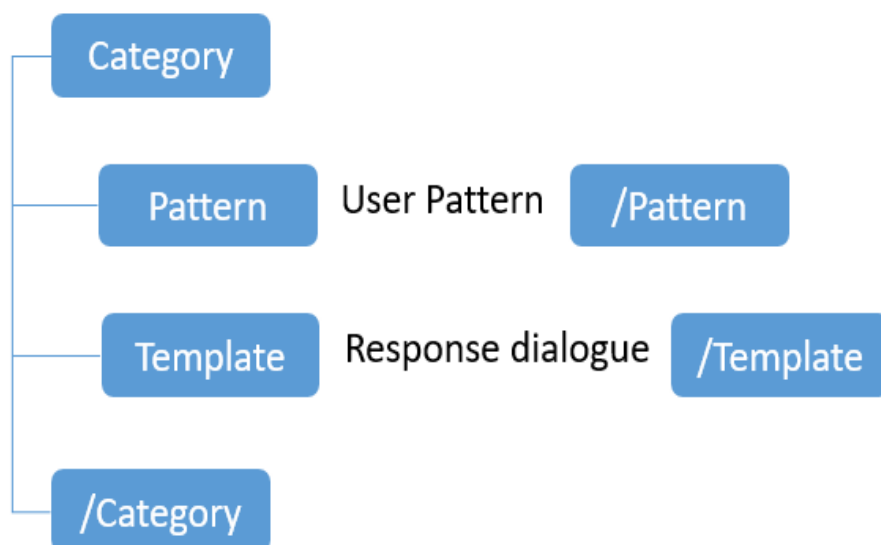 Category
Pattern User Pattern /Pattern
Template Response dialogue /Template
/Category